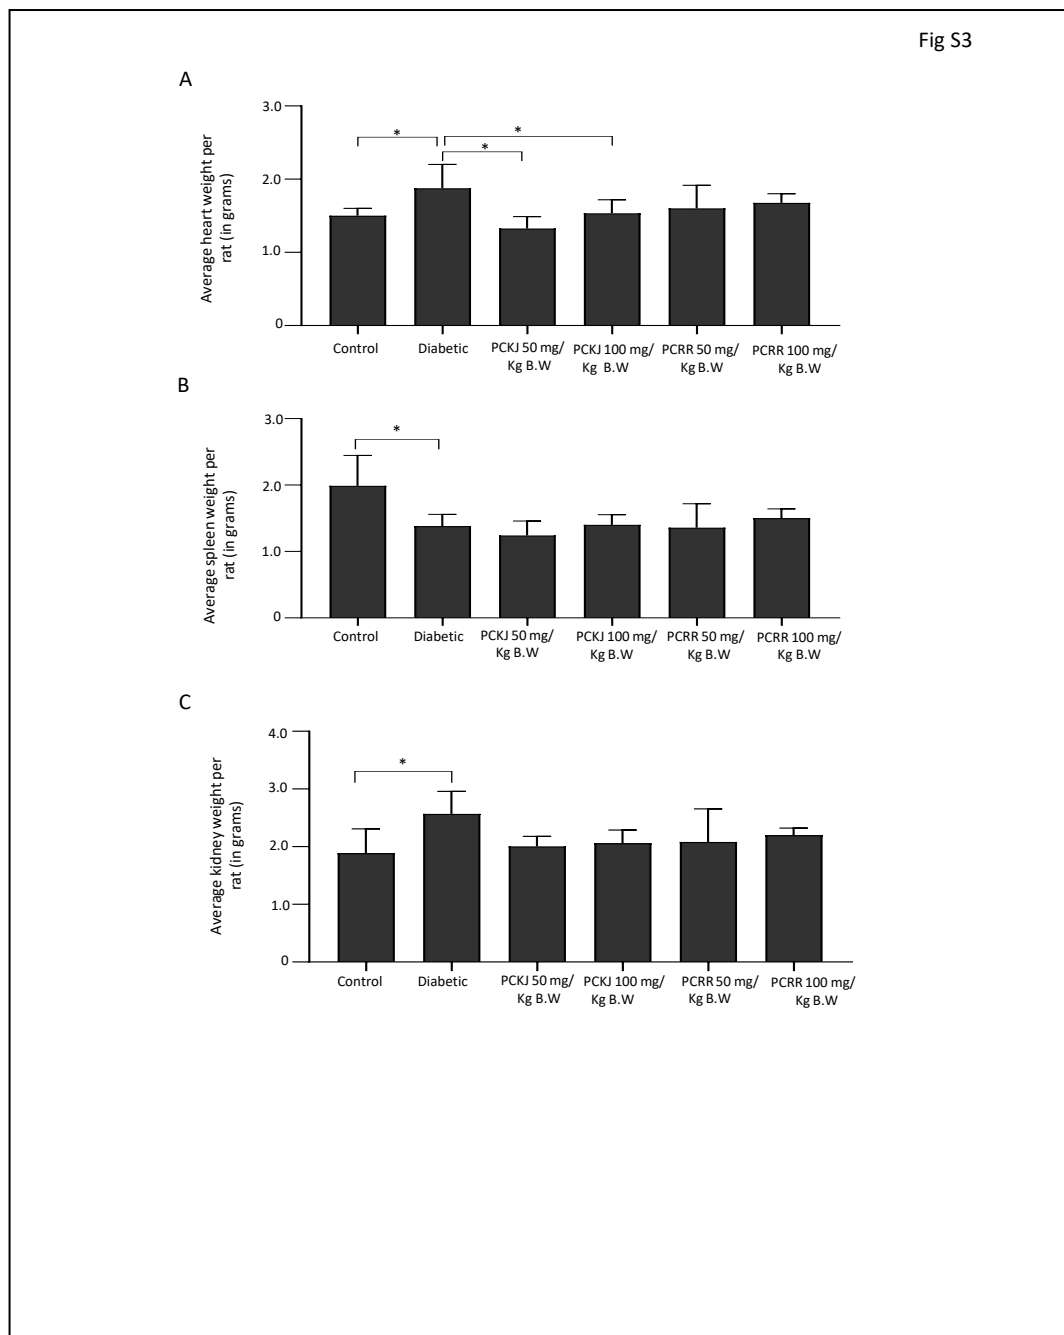 Fig S3
A
Average heart weight per
rat (in grams)
3.0
2.0
1.0
0
*
*
*
Control
Diabetic
PCKJ 50 mg/
Kg B.W
PCKJ 100 mg/
Kg B.W
PCRR 50 mg/
Kg B.W
PCRR 100 mg/
Kg B.W
B
Average spleen weight per
rat (in grams)
3.0
2.0
1.0
0
*
Control
Diabetic
PCKJ 50 mg/
Kg B.W
PCKJ 100 mg/
Kg B.W
PCRR 50 mg/
Kg B.W
PCRR 100 mg/
Kg B.W
C
Average kidney weight per
rat (in grams)
4.0
3.0
2.0
1.0
0
*
Control
Diabetic
PCKJ 50 mg/
Kg B.W
PCKJ 100 mg/
Kg B.W
PCRR 50 mg/
Kg B.W
PCRR 100 mg/
Kg B.W